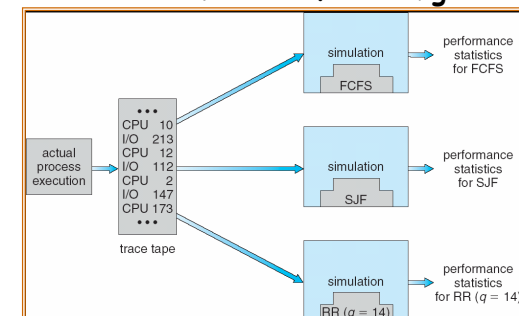 simulation
FCFS
performance
statistics
for FCFS
actual
process
execution
• • •
CPU 10
I/O 213
CPU 12
I/O 112
CPU 2
I/O 147
CPU 173
• • •
trace tape
simulation
SJF
performance
statistics
for SJF
simulation
RR (q = 14)
performance
statistics
for RR (q = 14)